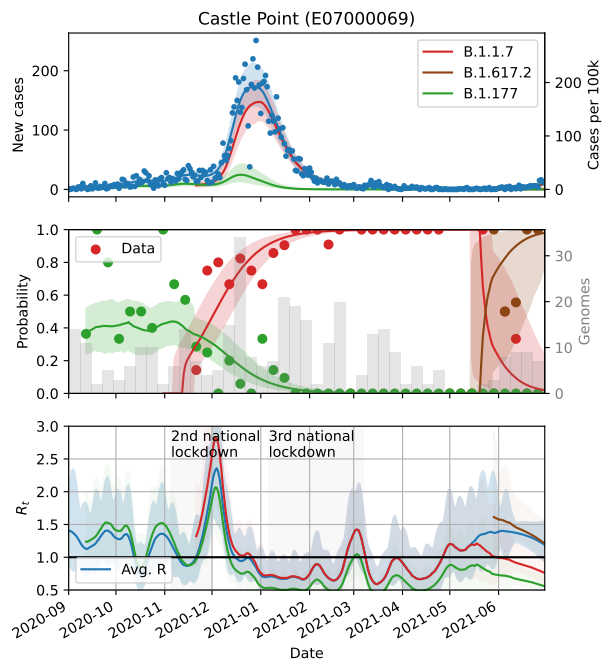 Castle Point (E07000069)
New cases
200
100
0
B.1.1.7
B.1.617.2
B.1.177
200
100
0
Cases per 100k
Probability
1.0
0.8
0.6
0.4
0.2
0.0
Data
30
20
10
0
Genomes
R_t
3.0
2.5
2.0
1.5
1.0
0.5
2nd national
lockdown
3rd national
lockdown
Avg. R
2020-09
2020-10
2020-11
2020-12
2021-01
2021-02
2021-03
2021-04
2021-05
2021-06
Date